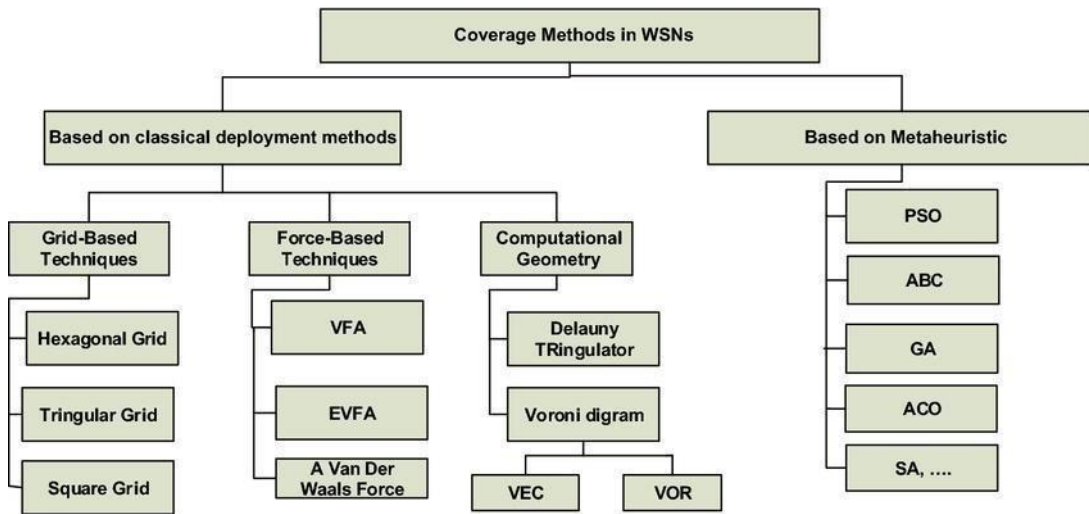 Coverage Methods in WSNs
Based on classical deployment methods
Based on Metaheuristic
Grid-Based
Techniques
Force-Based
Techniques
Computational
Geometry
PSO
ABC
GA
ACO
SA, ....
Hexagonal Grid
Tringular Grid
Square Grid
VFA
EVFA
A Van Der
Waals Force
Delauny
TRingulator
Voroni digram
VEC
VOR